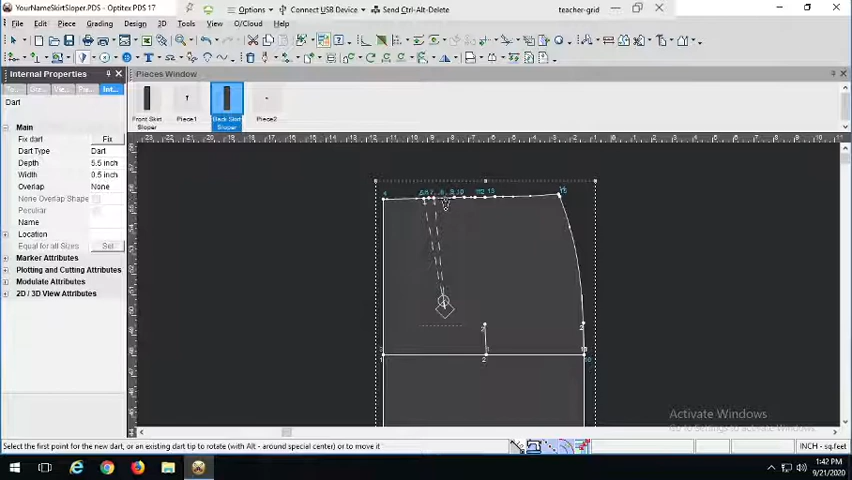 YourNameSkirtSloper.PDS - Optitex PDS 17
Options
Connect USB Device
Send Ctrl-Alt-Delete
teacher-grid
File Edit Piece Grading Design Tools View O/Cloud Help
Internal Properties
Pieces Window
Int...
Dart
Main
Fix dart Fix
Dart Type Dart
Depth 5.5 inch
Width 0.5 inch
Overlap None
None Overlap Shape
Peculiar
Name
Location
Equal for all Sizes Set
Marker Attributes
Plotting and Cutting Attributes
Modulate Attributes
2D / 3D View Attributes
Front Skirt Sloper
Piece1
Back Skirt Sloper
Piece2
Activate Windows
Select the first point for the new dart, or an existing dart tip to rotate (with Alt - around special center) or to move it
INCH - sq.feet
1:42 PM
9/21/2020